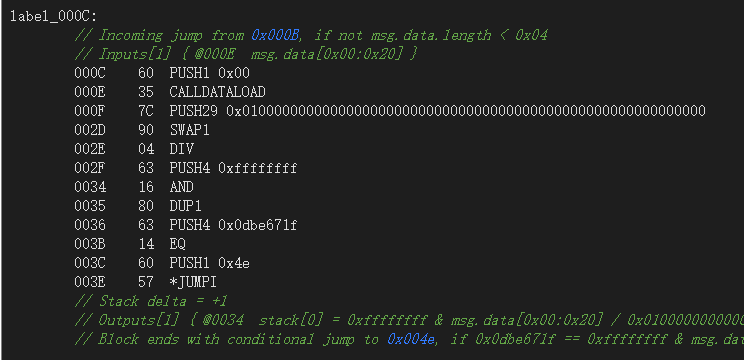 label_000C:
// Incoming jump from 0x000B, if not msg.data.length < 0x04
// Inputs[1] { @000E  msg.data[0x00:0x20] }
000C    60  PUSH1 0x00
000E    35  CALLDATALOAD
000F    7C  PUSH29 0x0100000000000000000000000000000000000000000000000000000000
002D    90  SWAP1
002E    04  DIV
002F    63  PUSH4 0xffffffff
0034    16  AND
0035    80  DUP1
0036    63  PUSH4 0x0dbe671f
003B    14  EQ
003C    60  PUSH1 0x4e
003E    57  *JUMPI
// Stack delta = +1
// Outputs[1] { @0034  stack[0] = 0xffffffff & msg.data[0x00:0x20] / 0x0100000000000
// Block ends with conditional jump to 0x004e, if 0x0dbe671f == 0xffffffff & msg.da